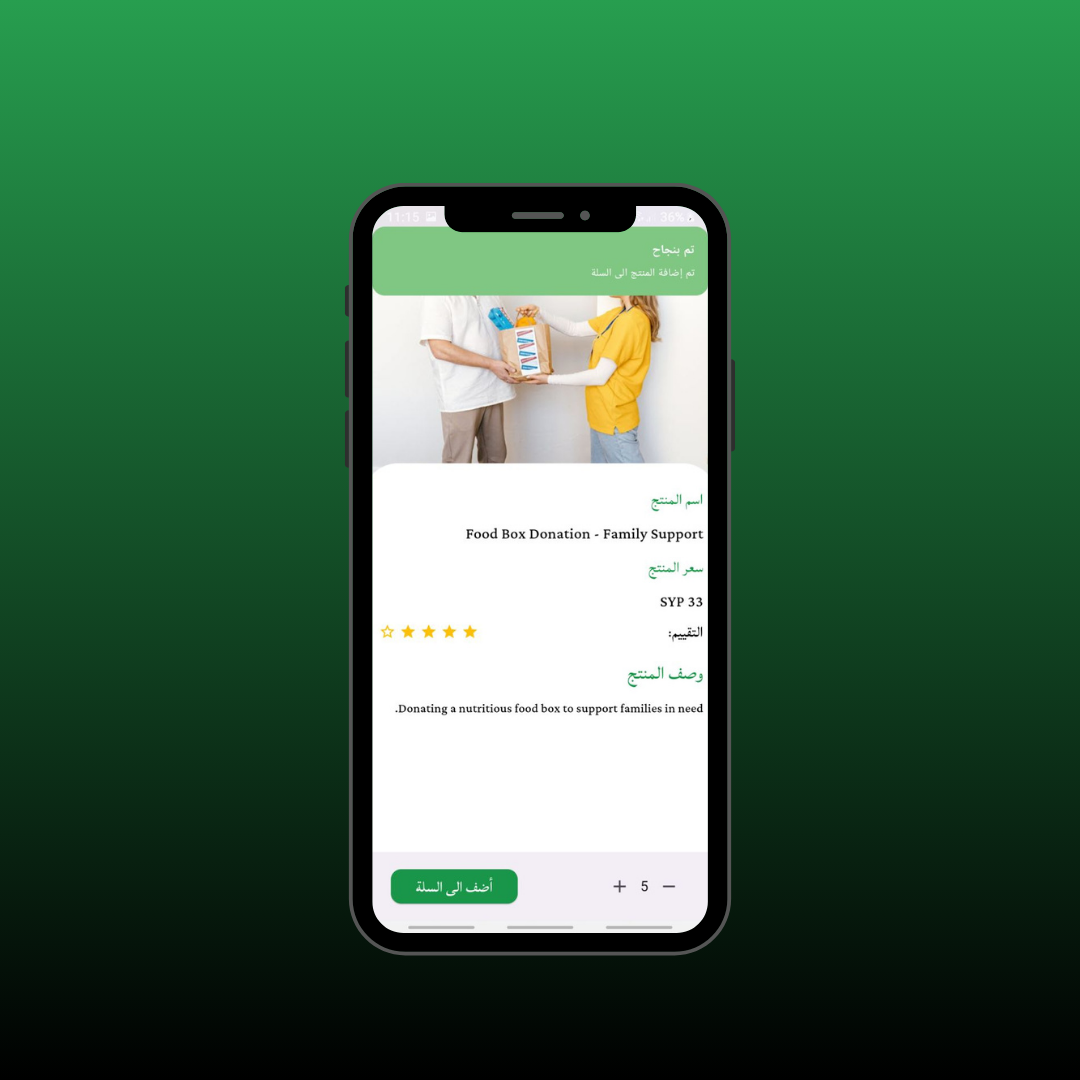 11:15
36%
تم بنجاح
تم إضافة المنتج الى السلة
اسم المنتج
Food Box Donation - Family Support
سعر المنتج
SYP 33
التقييم:
وصف المنتج
.Donating a nutritious food box to support families in need
أضف الى السلة
+ 5 −